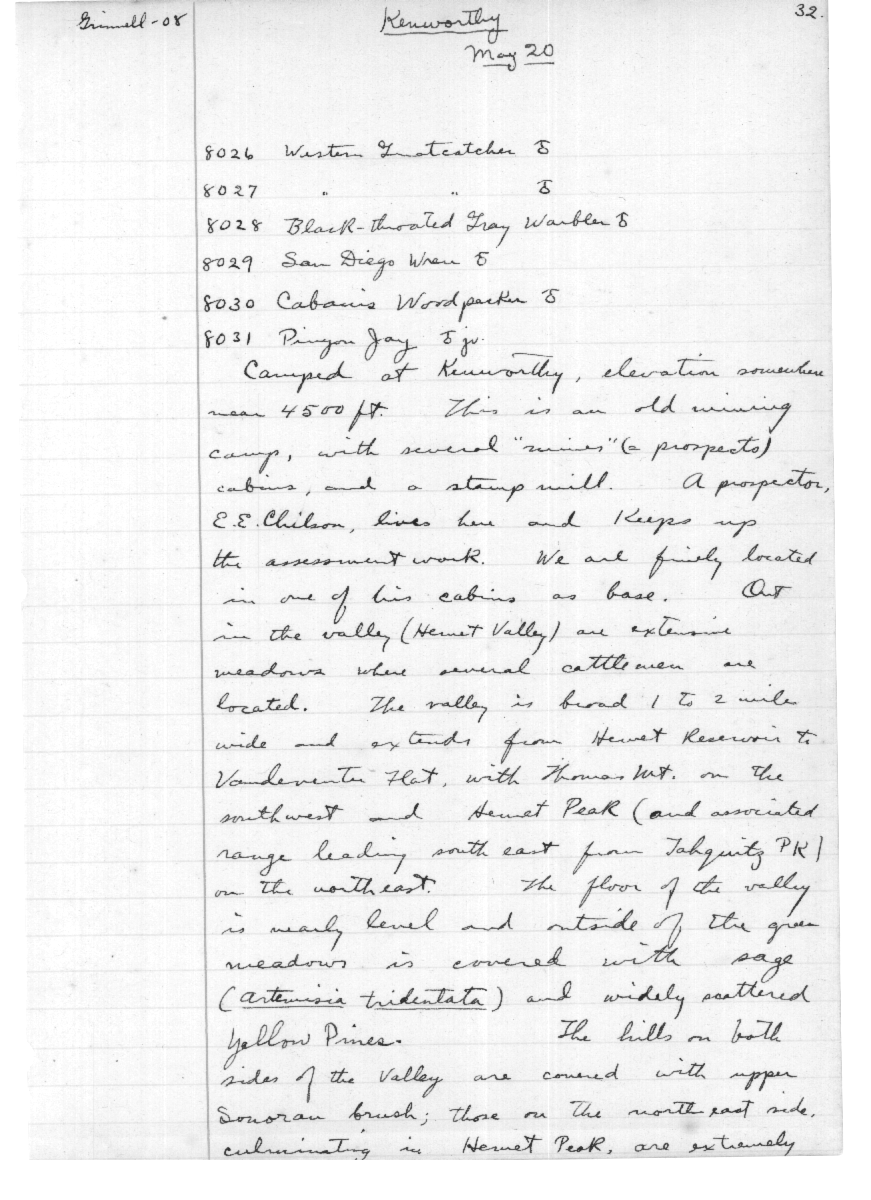 Grinnell-08
Kenworthy
32.
May 20
8026 Western Gnatcatcher ♂
8027 " " ♂
8028 Black-throated Gray Warbler ♂
8029 San Diego Wren ♂
8030 Cabanis Woodpecker ♂
8031 Pinyon Jay ♂ jv.
Camped at Kenworthy, elevation somewhere
near 4500 ft. This is an old mining
camp, with several "mines" (= prospects)
cabins, and a stamp mill. A prospector,
E.E. Chilson, lives here and keeps up
the assessment work. We are finely located
in one of his cabins as base. Out
in the valley (Hemet Valley) are extensive
meadows where several cattlemen are
located. The valley is broad 1 to 2 miles
wide and extends from Hemet Reservoir to
Vandeventer Flat, with Thomas Mt. on the
southwest and Hemet Peak (and associated
range leading south east from Tahquitz PK)
on the northeast. The floor of the valley
is nearly level and outside of the green
meadows is covered with sage
(Artemisia tridentata) and widely scattered
Yellow Pines. The hills on both
sides of the Valley are covered with upper
Sonoran brush; those on the northeast side,
culminating in Hemet Peak, are extremely